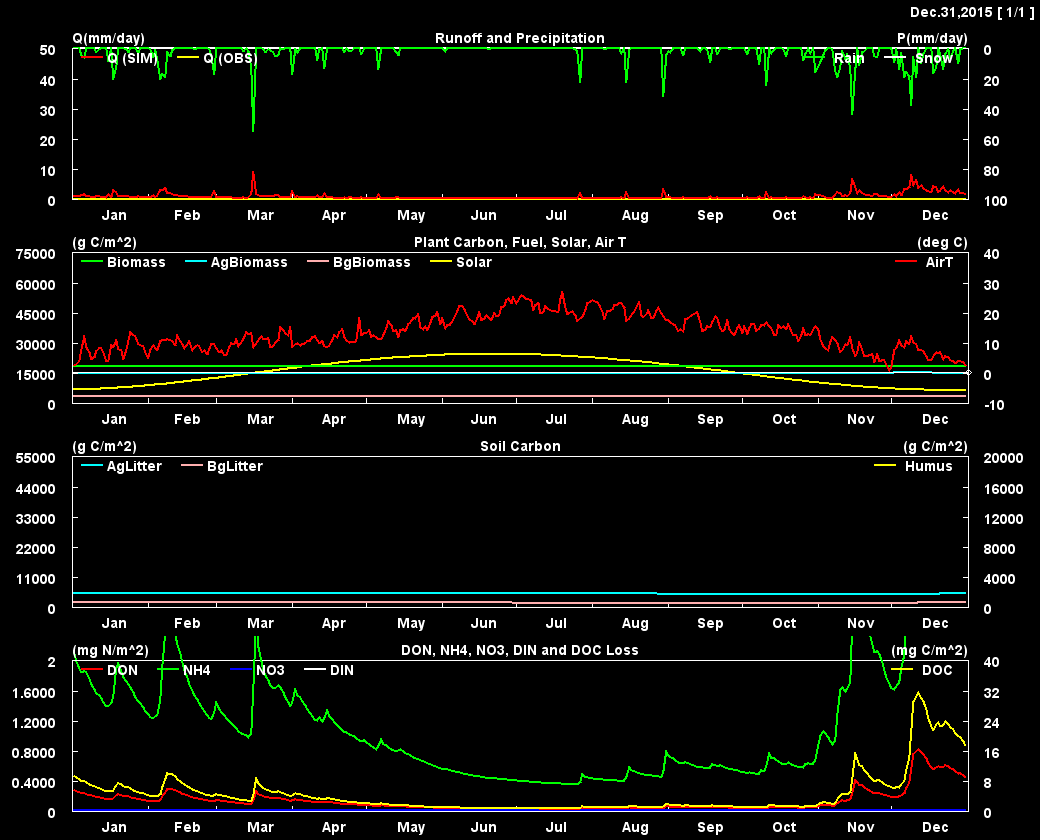 Dec.31,2015 [ 1/1 ]
Q(mm/day) Runoff and Precipitation P(mm/day)
50 Q (SIM) Q (OBS) Rain Snow 0
40 20
30 40
20 60
10 80
0 100
Jan Feb Mar Apr May Jun Jul Aug Sep Oct Nov Dec
(g C/m^2) Plant Carbon, Fuel, Solar, Air T (deg C)
75000 40
Biomass AgBiomass BgBiomass Solar AirT
60000 30
45000 20
30000 10
15000 0
0 -10
Jan Feb Mar Apr May Jun Jul Aug Sep Oct Nov Dec
(g C/m^2) Soil Carbon (g C/m^2)
55000 20000
AgLitter BgLitter Humus
44000 16000
33000 12000
22000 8000
11000 4000
0 0
Jan Feb Mar Apr May Jun Jul Aug Sep Oct Nov Dec
(mg N/m^2) DON, NH4, NO3, DIN and DOC Loss (mg C/m^2)
2 40
DON NH4 NO3 DIN DOC
1.6000 32
1.2000 24
0.8000 16
0.4000 8
0 0
Jan Feb Mar Apr May Jun Jul Aug Sep Oct Nov Dec